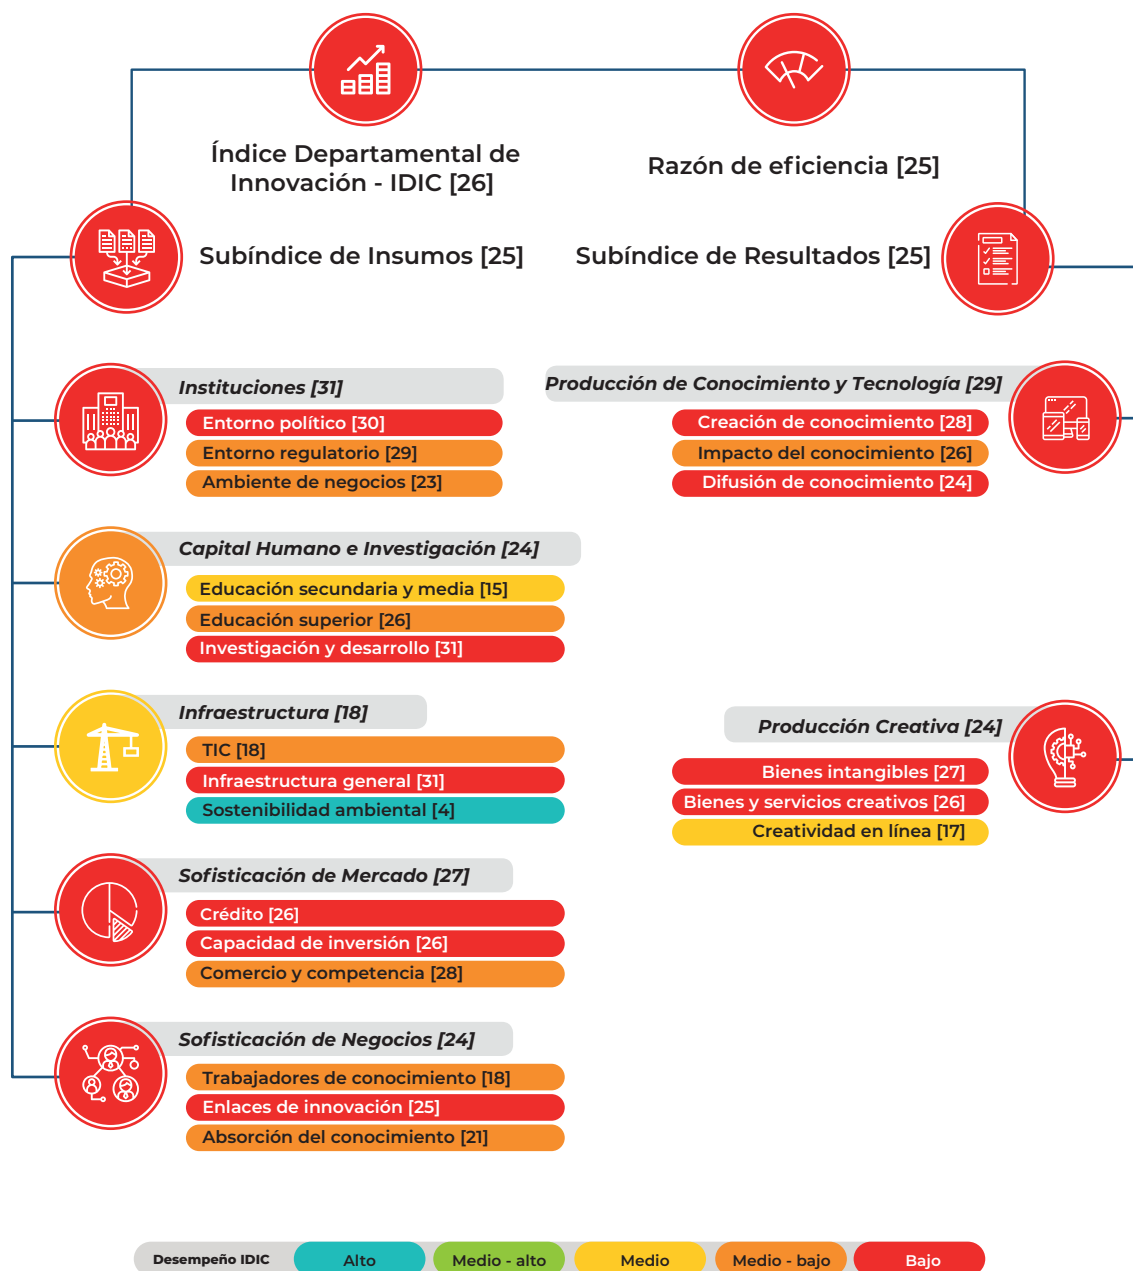 Índice Departamental de
Innovación - IDIC [26]
Razón de eficiencia [25]
Subíndice de Insumos [25]
Subíndice de Resultados [25]
Instituciones [31]
Entorno político [30]
Entorno regulatorio [29]
Ambiente de negocios [23]
Capital Humano e Investigación [24]
Educación secundaria y media [15]
Educación superior [26]
Investigación y desarrollo [31]
Infraestructura [18]
TIC [18]
Infraestructura general [31]
Sostenibilidad ambiental [4]
Sofisticación de Mercado [27]
Crédito [26]
Capacidad de inversión [26]
Comercio y competencia [28]
Sofisticación de Negocios [24]
Trabajadores de conocimiento [18]
Enlaces de innovación [25]
Absorción del conocimiento [21]
Producción de Conocimiento y Tecnología [29]
Creación de conocimiento [28]
Impacto del conocimiento [26]
Difusión de conocimiento [24]
Producción Creativa [24]
Bienes intangibles [27]
Bienes y servicios creativos [26]
Creatividad en línea [17]
Desempeño IDIC Alto Medio - alto Medio Medio - bajo Bajo